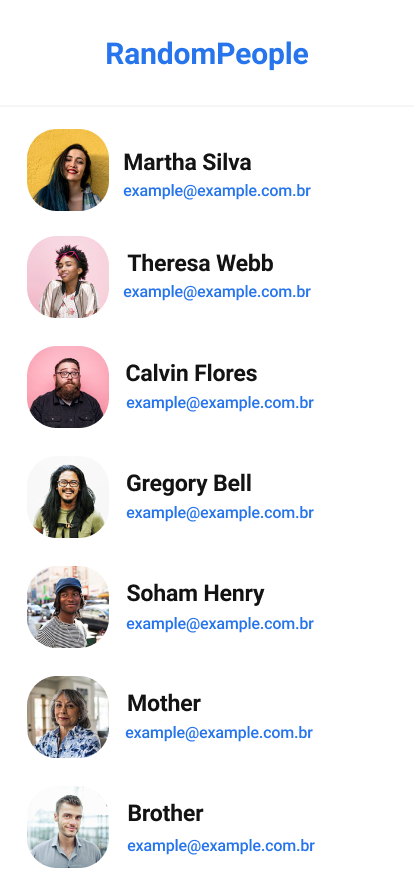 RandomPeople
Martha Silva
example@example.com.br
Theresa Webb
example@example.com.br
Calvin Flores
example@example.com.br
Gregory Bell
example@example.com.br
Soham Henry
example@example.com.br
Mother
example@example.com.br
Brother
example@example.com.br